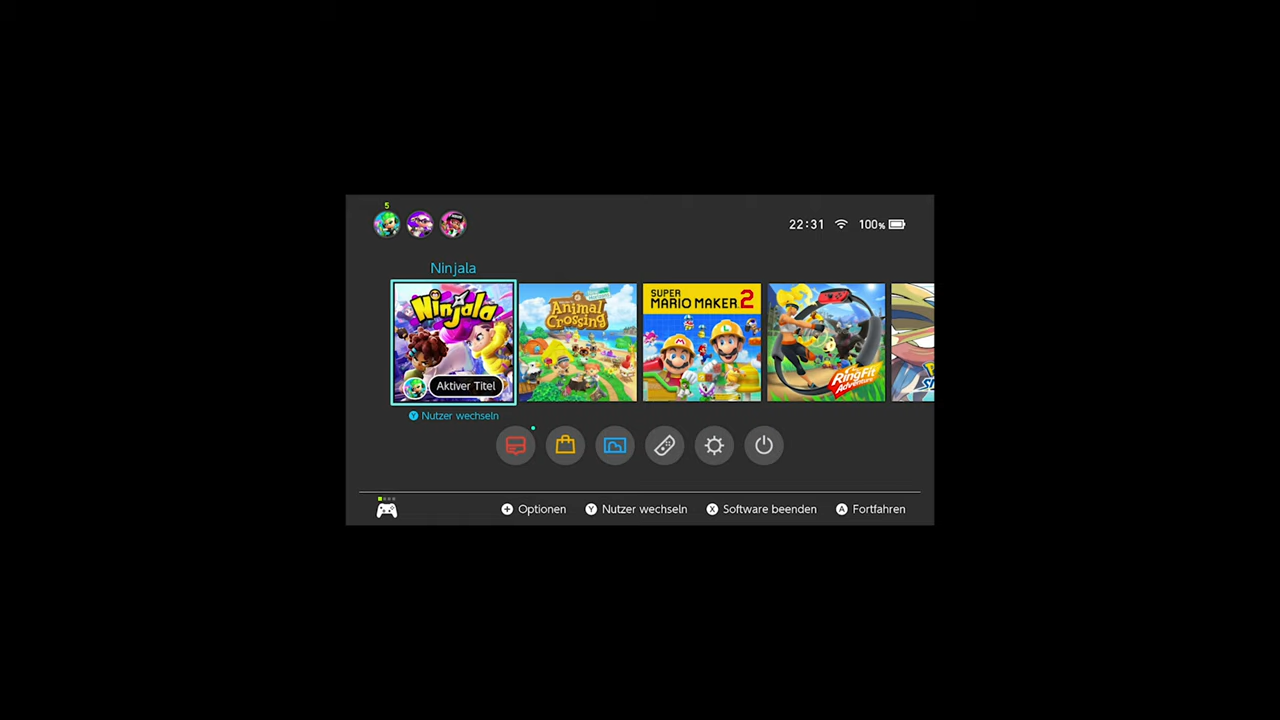 5
22:31 100%
Ninjala
Ninjala
Aktiver Titel
Animal Crossing
SUPER MARIO MAKER 2
RingFit Adventure
Y Nutzer wechseln
+ Optionen Y Nutzer wechseln X Software beenden A Fortfahren